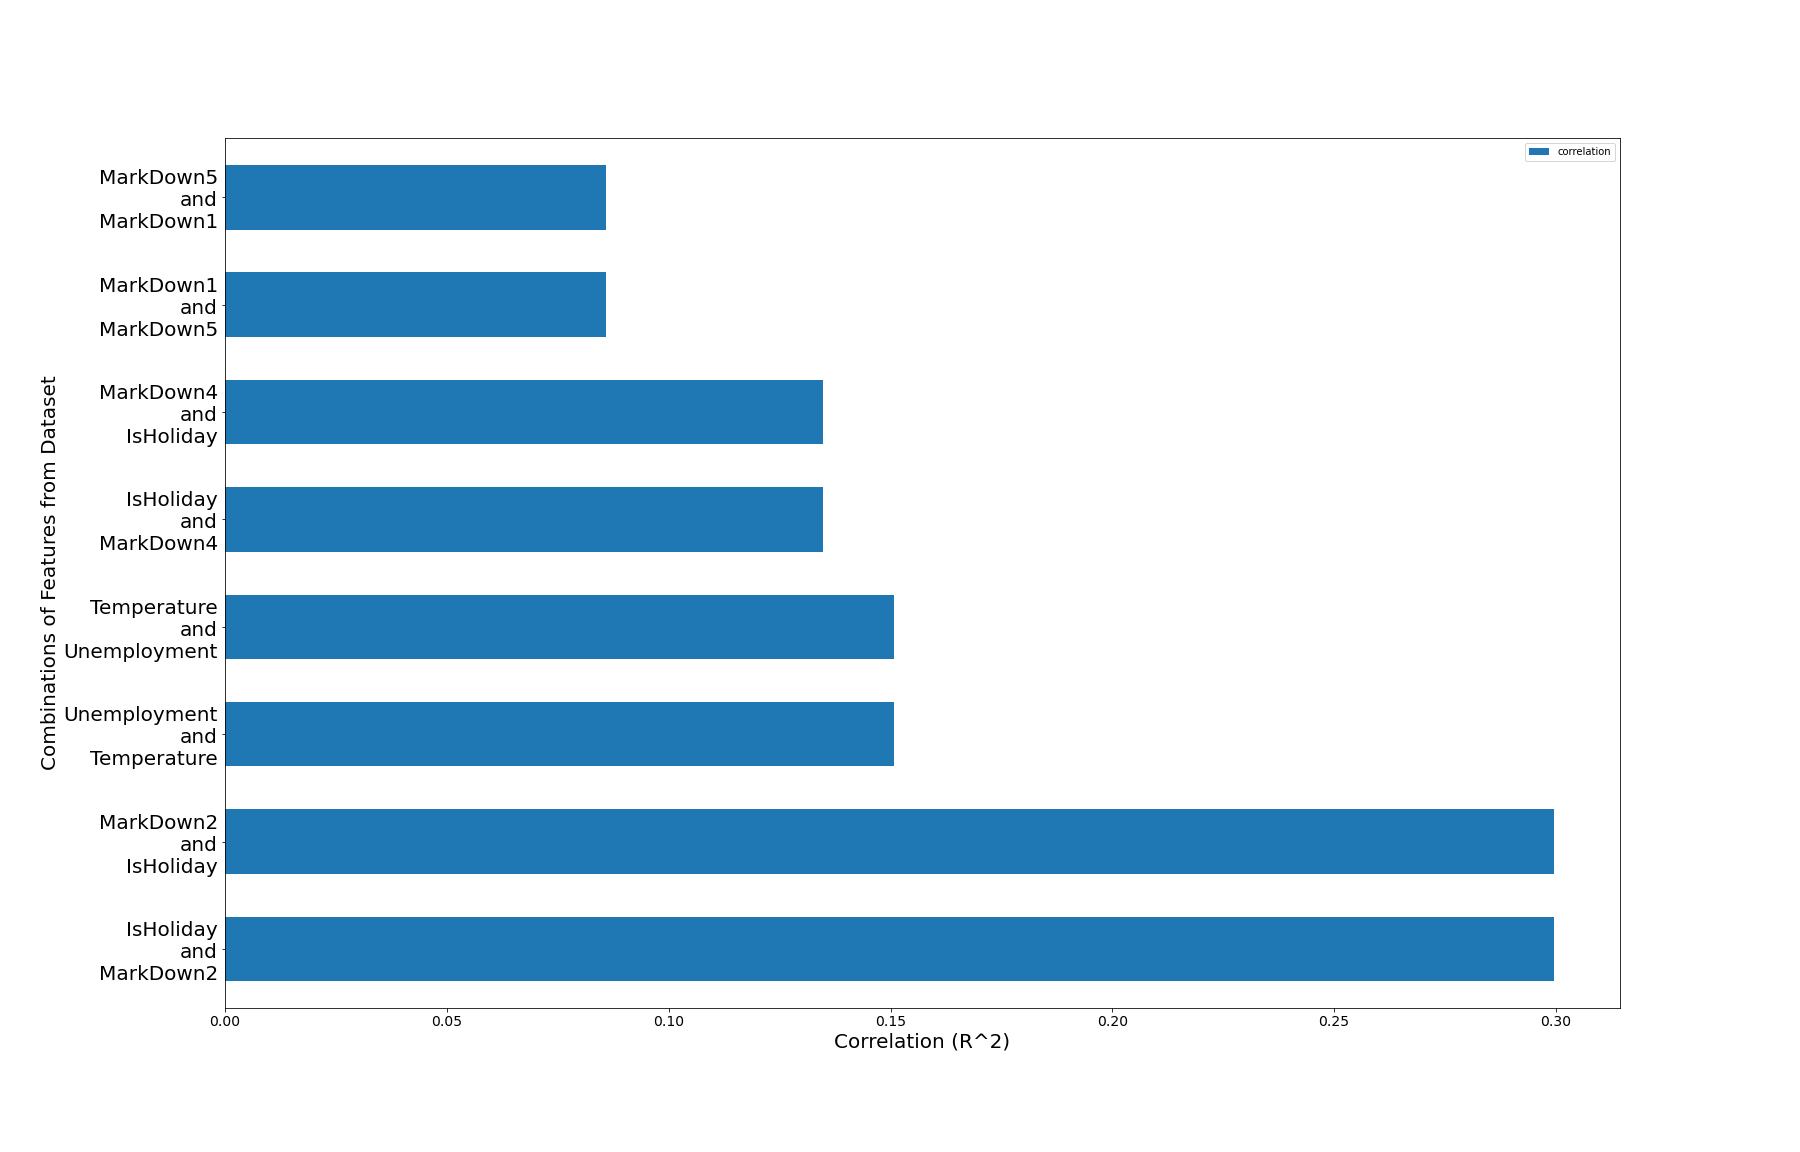 correlation
MarkDown5
and
MarkDown1
MarkDown1
and
MarkDown5
MarkDown4
and
IsHoliday
IsHoliday
and
MarkDown4
Temperature
and
Unemployment
Unemployment
and
Temperature
MarkDown2
and
IsHoliday
IsHoliday
and
MarkDown2
Combinations of Features from Dataset
0.00 0.05 0.10 0.15 0.20 0.25 0.30
Correlation (R^2)